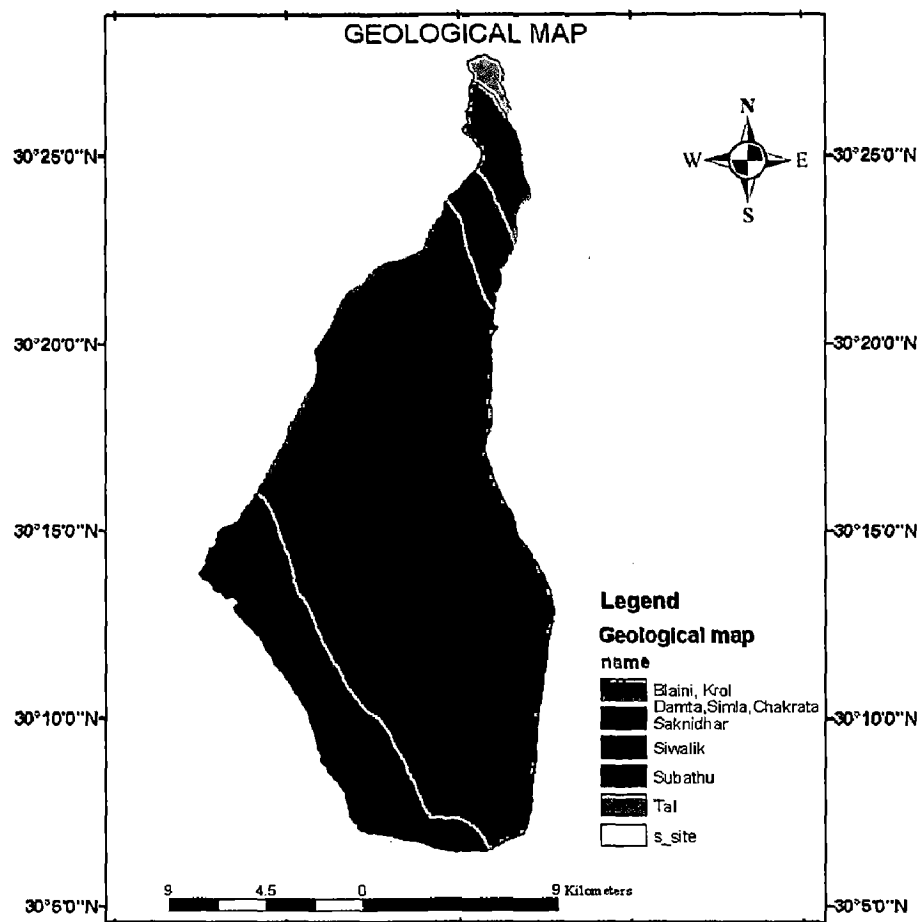 GEOLOGICAL MAP
N
W E
S
30°25'0"N 30°25'0"N
30°20'0"N 30°20'0"N
30°15'0"N 30°15'0"N
30°10'0"N 30°10'0"N
30°5'0"N 30°5'0"N
Legend
Geological map
name
Blaini, Krol
Damta,Simla,Chakrata
Saknidhar
Siwalik
Subathu
Tal
s_site
9 4.5 0 9 Kilometers